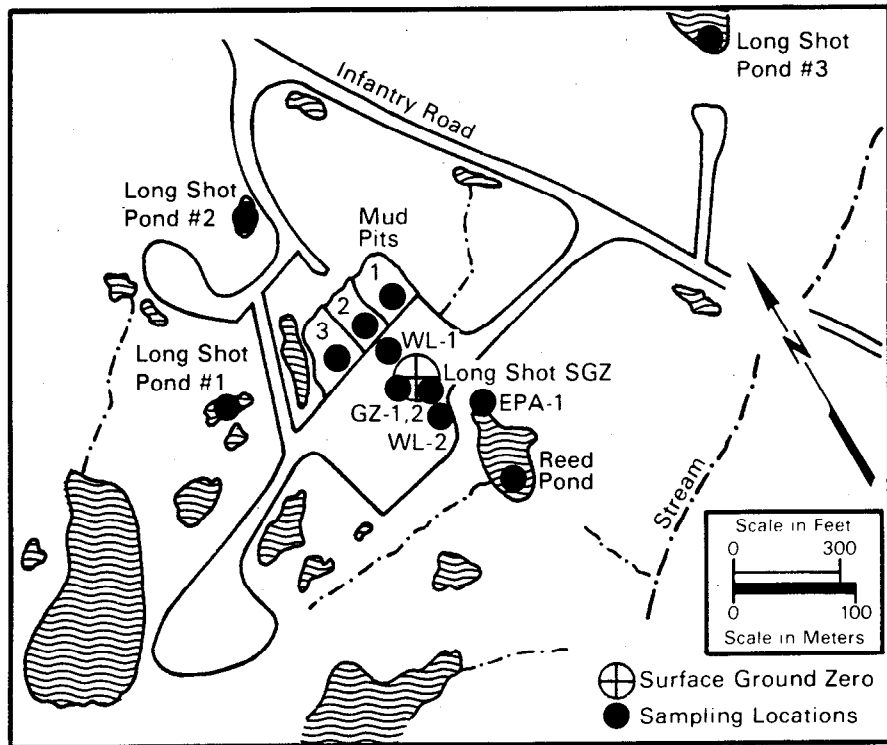 Long Shot
Pond #3
Infantry Road
Long Shot
Pond #2
Mud
Pits
1
2
3
WL-1
Long Shot
Pond #1
Long Shot SGZ
GZ-1,2
EPA-1
WL-2
Reed
Pond
Stream
N
Scale in Feet
0 300
0 100
Scale in Meters
Surface Ground Zero
Sampling Locations